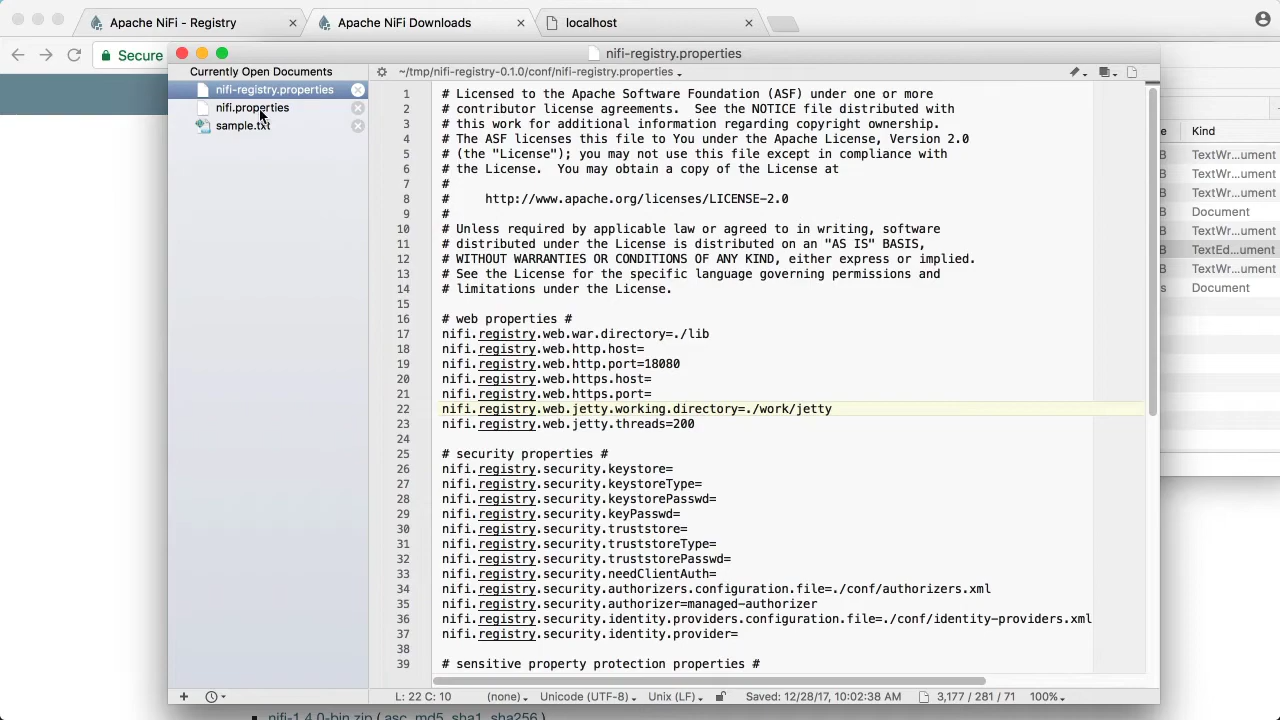 Apache NiFi - Registry
Apache NiFi Downloads
localhost
Secure
nifi-registry.properties
Currently Open Documents
nifi-registry.properties
nifi.properties
sample.txt
~/tmp/nifi-registry-0.1.0/conf/nifi-registry.properties
1 # Licensed to the Apache Software Foundation (ASF) under one or more
2 # contributor license agreements.  See the NOTICE file distributed with
3 # this work for additional information regarding copyright ownership.
4 # The ASF licenses this file to You under the Apache License, Version 2.0
5 # (the "License"); you may not use this file except in compliance with
6 # the License.  You may obtain a copy of the License at
7 #
8 #     http://www.apache.org/licenses/LICENSE-2.0
9 #
10 # Unless required by applicable law or agreed to in writing, software
11 # distributed under the License is distributed on an "AS IS" BASIS,
12 # WITHOUT WARRANTIES OR CONDITIONS OF ANY KIND, either express or implied.
13 # See the License for the specific language governing permissions and
14 # limitations under the License.
15
16 # web properties #
17 nifi.registry.web.war.directory=./lib
18 nifi.registry.web.http.host=
19 nifi.registry.web.http.port=18080
20 nifi.registry.web.https.host=
21 nifi.registry.web.https.port=
22 nifi.registry.web.jetty.working.directory=./work/jetty
23 nifi.registry.web.jetty.threads=200
24
25 # security properties #
26 nifi.registry.security.keystore=
27 nifi.registry.security.keystoreType=
28 nifi.registry.security.keystorePasswd=
29 nifi.registry.security.keyPasswd=
30 nifi.registry.security.truststore=
31 nifi.registry.security.truststoreType=
32 nifi.registry.security.truststorePasswd=
33 nifi.registry.security.needClientAuth=
34 nifi.registry.security.authorizers.configuration.file=./conf/authorizers.xml
35 nifi.registry.security.authorizer=managed-authorizer
36 nifi.registry.security.identity.providers.configuration.file=./conf/identity-providers.xml
37 nifi.registry.security.identity.provider=
38
39 # sensitive property protection properties #
L: 22 C: 10
(none)
Unicode (UTF-8)
Unix (LF)
Saved: 12/28/17, 10:02:38 AM
3,177 / 281 / 71
100%
e Kind
B TextWr...ument
B TextWr...ument
B TextWr...ument
B Document
B TextWr...ument
B TextEd...ument
B TextWr...ument
s Document
nifi-1.4.0-bin.zip ( asc, md5, sha1, sha256 )